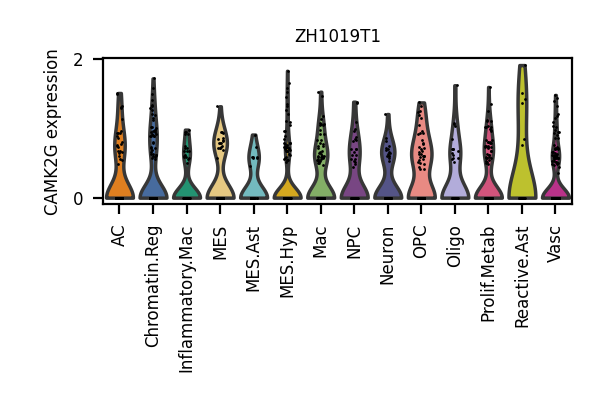 ZH1019T1
CAMK2G expression
2
0
AC
Chromatin.Reg
Inflammatory.Mac
MES
MES.Ast
MES.Hyp
Mac
NPC
Neuron
OPC
Oligo
Prolif.Metab
Reactive.Ast
Vasc